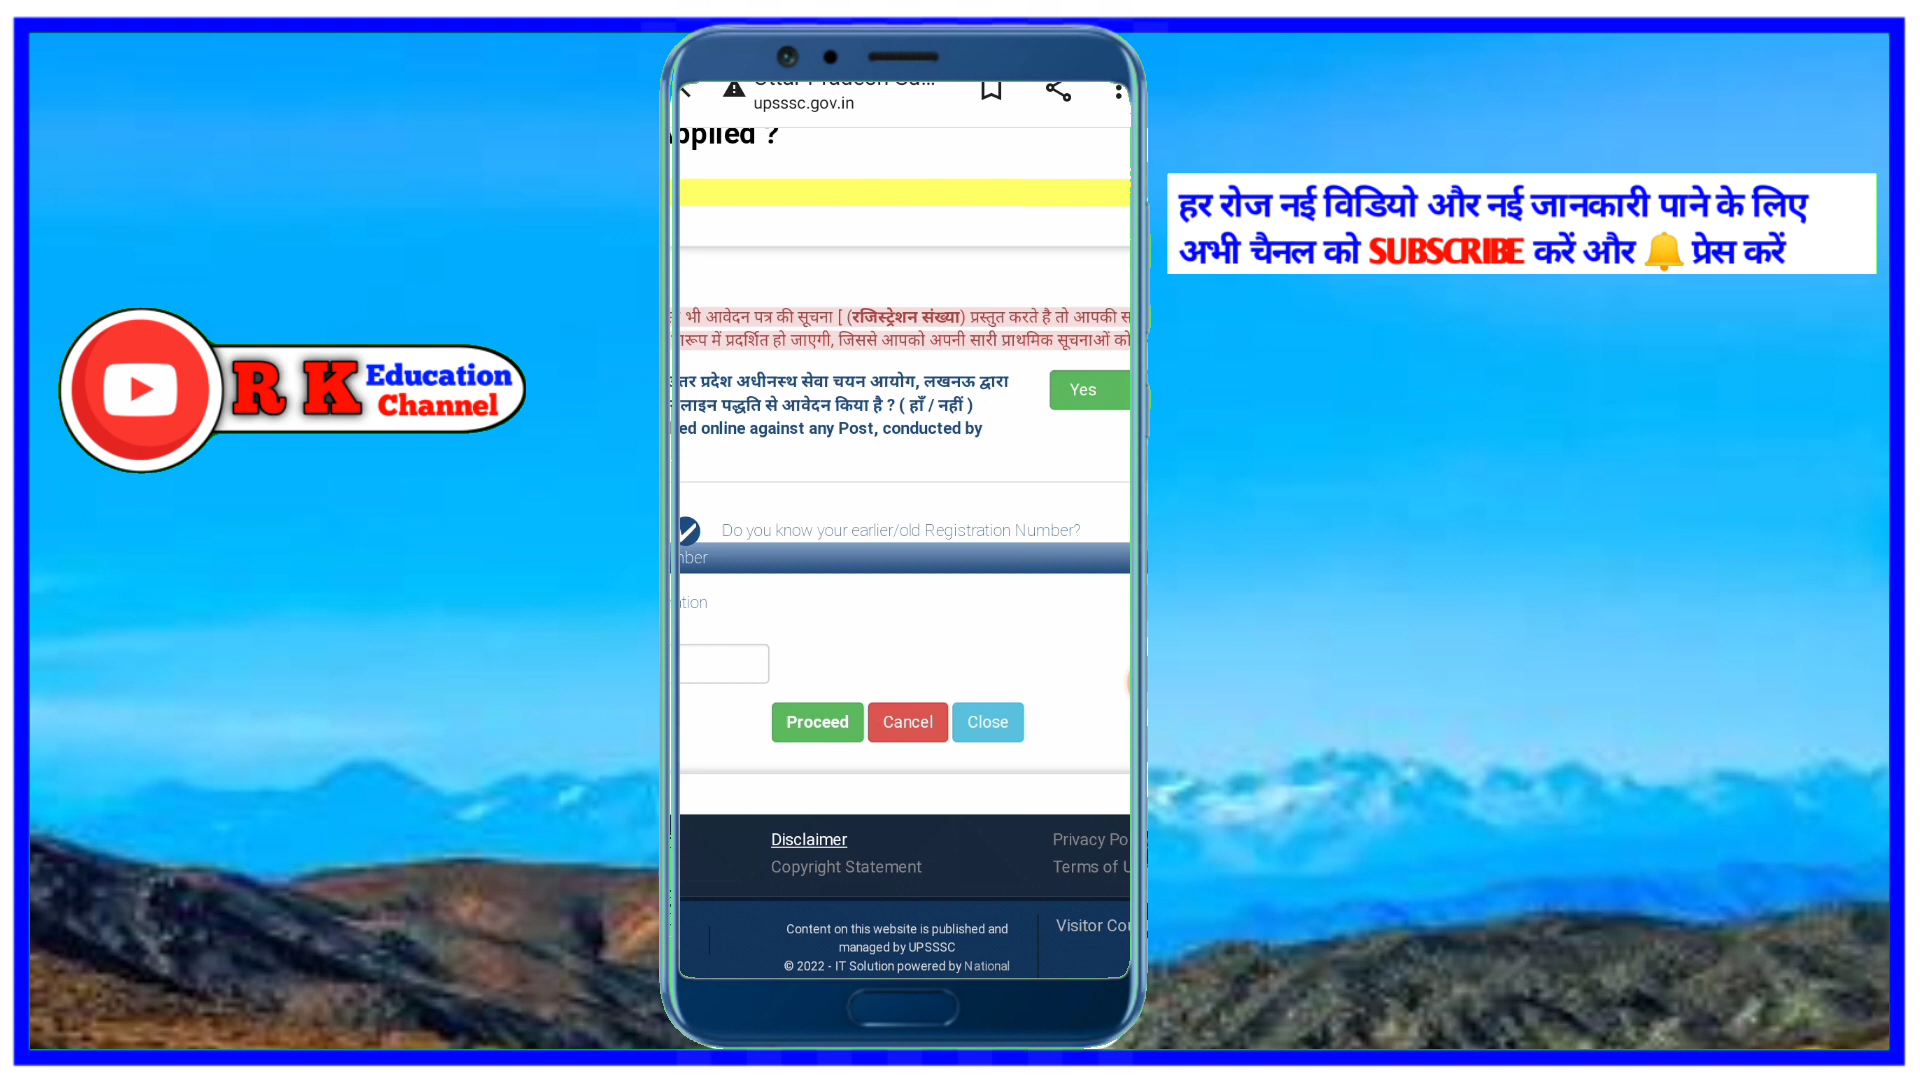 R K Education
Channel
upsssc.gov.in
pplied ?
भी आवेदन पत्र की सूचना [ (रजिस्ट्रेशन संख्या) प्रस्तुत करते है तो आपकी
में प्रदर्शित हो जाएगी, जिससे आपको अपनी सारी प्राथमिक सूचनाओं को
प्रदेश अधीनस्थ सेवा चयन आयोग, लखनऊ द्वारा
लाइन पद्धति से आवेदन किया है ? ( हाँ / नहीं )
ed online against any Post, conducted by
Yes
Do you know your earlier/old Registration Number?
nber
ation
Proceed Cancel Close
Disclaimer
Privacy Po
Copyright Statement
Terms of U
Content on this website is published and
managed by UPSSSC
© 2022 - IT Solution powered by National
Visitor Cou
हर रोज नई विडियो और नई जानकारी पाने के लिए
अभी चैनल को SUBSCRIBE करें और 🔔 प्रेस करें